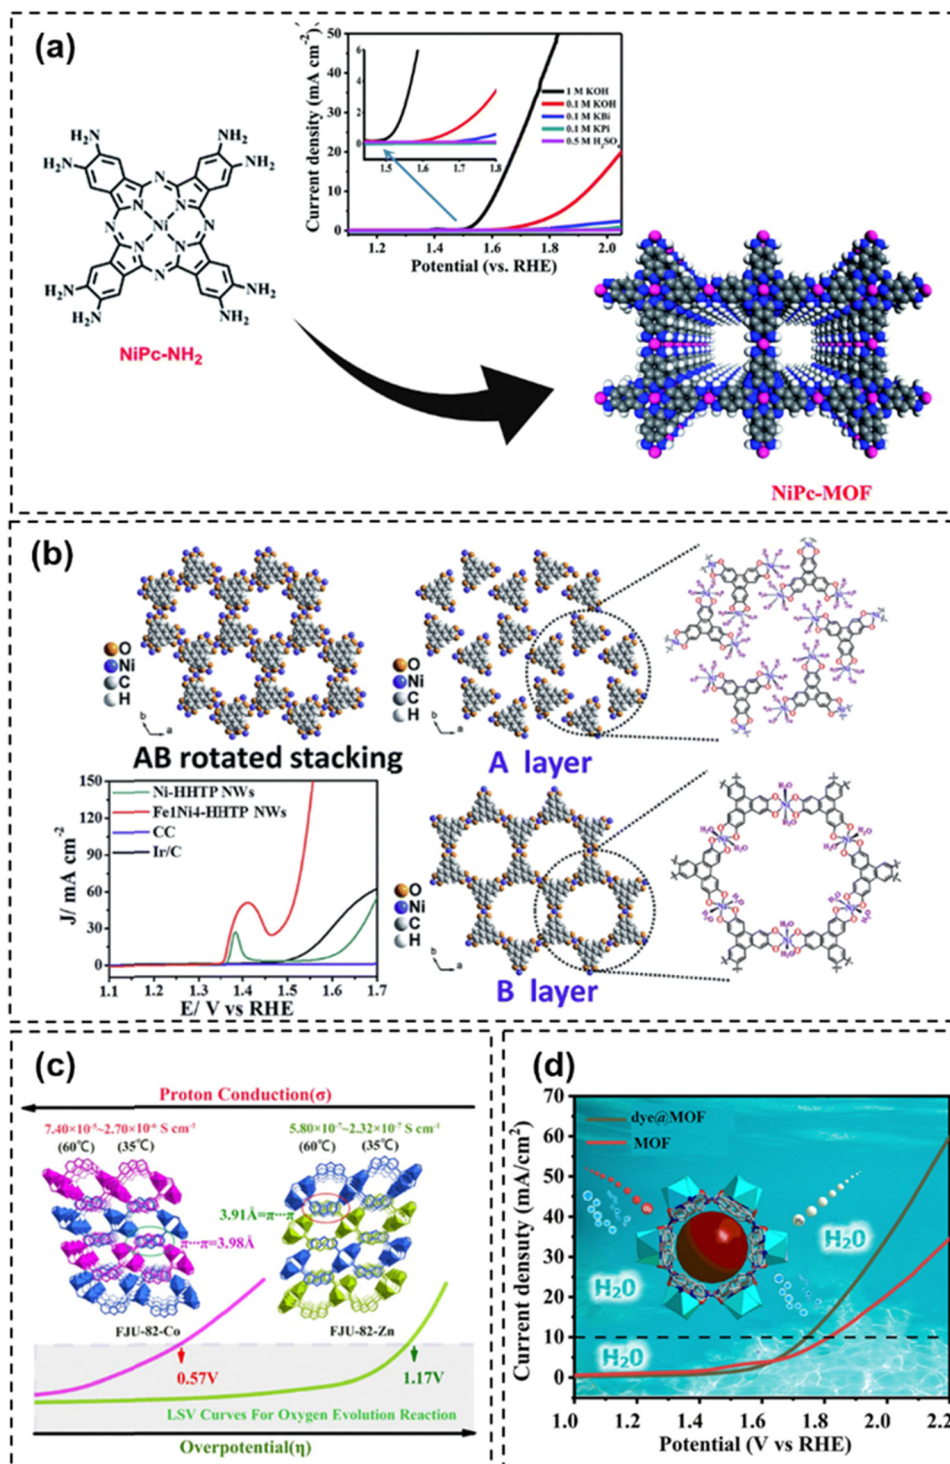 (a)
50
40
30
20
10
0
Current density (mA cm⁻²)
6
4
2
0
1.5
1.6
1.7
1.8
1 M KOH
0.1 M KOH
0.1 M KBi
0.1 M KPi
0.5 M H₂SO
1.2
1.4
1.6
1.8
2.0
Potential (vs. RHE)
H₂N
NH₂
H₂N
NH₂
N
N
N
N
Ni
N
N
N
N
H₂N
NH₂
H₂N
NH₂
NiPc-NH₂
NiPc-MOF
(b)
O
Ni
C
H
b
a
AB rotated stacking
O
Ni
C
H
b
a
A layer
150
120
90
60
30
0
J/ mA cm⁻²
Ni-HHTP NWs
Fe1Ni4-HHTP NWs
CC
Ir/C
1.1
1.2
1.3
1.4
1.5
1.6
1.7
E/ V vs RHE
O
Ni
C
H
b
a
B layer
H₂O
H₂O
H₂O
H₂O
H₂O
H₂O
(c)
Proton Conduction(σ)
7.40×10⁻⁵~2.70×10⁻⁶ S cm⁻¹
(60℃) (35℃)
5.80×10⁻⁷~2.32×10⁻⁷ S cm⁻¹
(60℃) (35℃)
3.91Å=π···π
π···π=3.98Å
FJU-82-Co
FJU-82-Zn
0.57V
1.17V
LSV Curves For Oxygen Evolution Reaction
Overpotential(η)
(d)
70
60
50
40
30
20
10
0
Current densuty (mA/cm²)
dye@MOF
MOF
H₂O
H₂O
H₂O
1.0
1.2
1.4
1.6
1.8
2.0
2.2
Potential (V vs RHE)